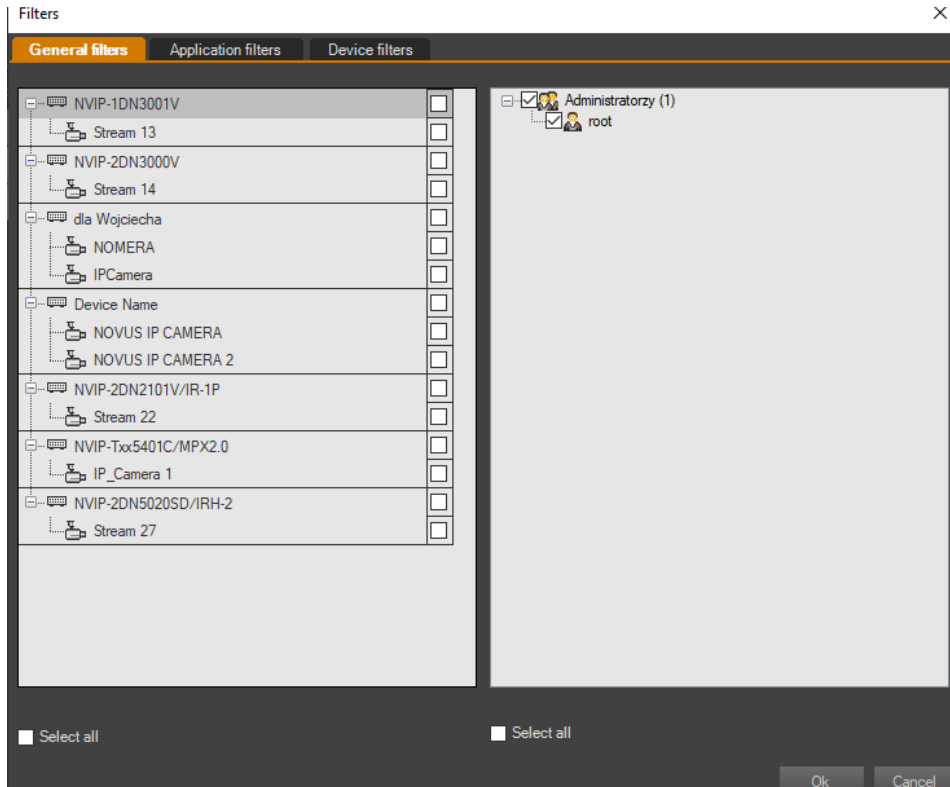 Filters
General filters Application filters Device filters
NVIP-1DN3001V
Stream 13
NVIP-2DN3000V
Stream 14
dla Wojciecha
NOMERA
IPCamera
Device Name
NOVUS IP CAMERA
NOVUS IP CAMERA 2
NVIP-2DN2101V/IR-1P
Stream 22
NVIP-Txx5401C/MPX2.0
IP_Camera 1
NVIP-2DN5020SD/IRH-2
Stream 27
Select all
Administratorzy (1)
root
Select all
Ok Cancel